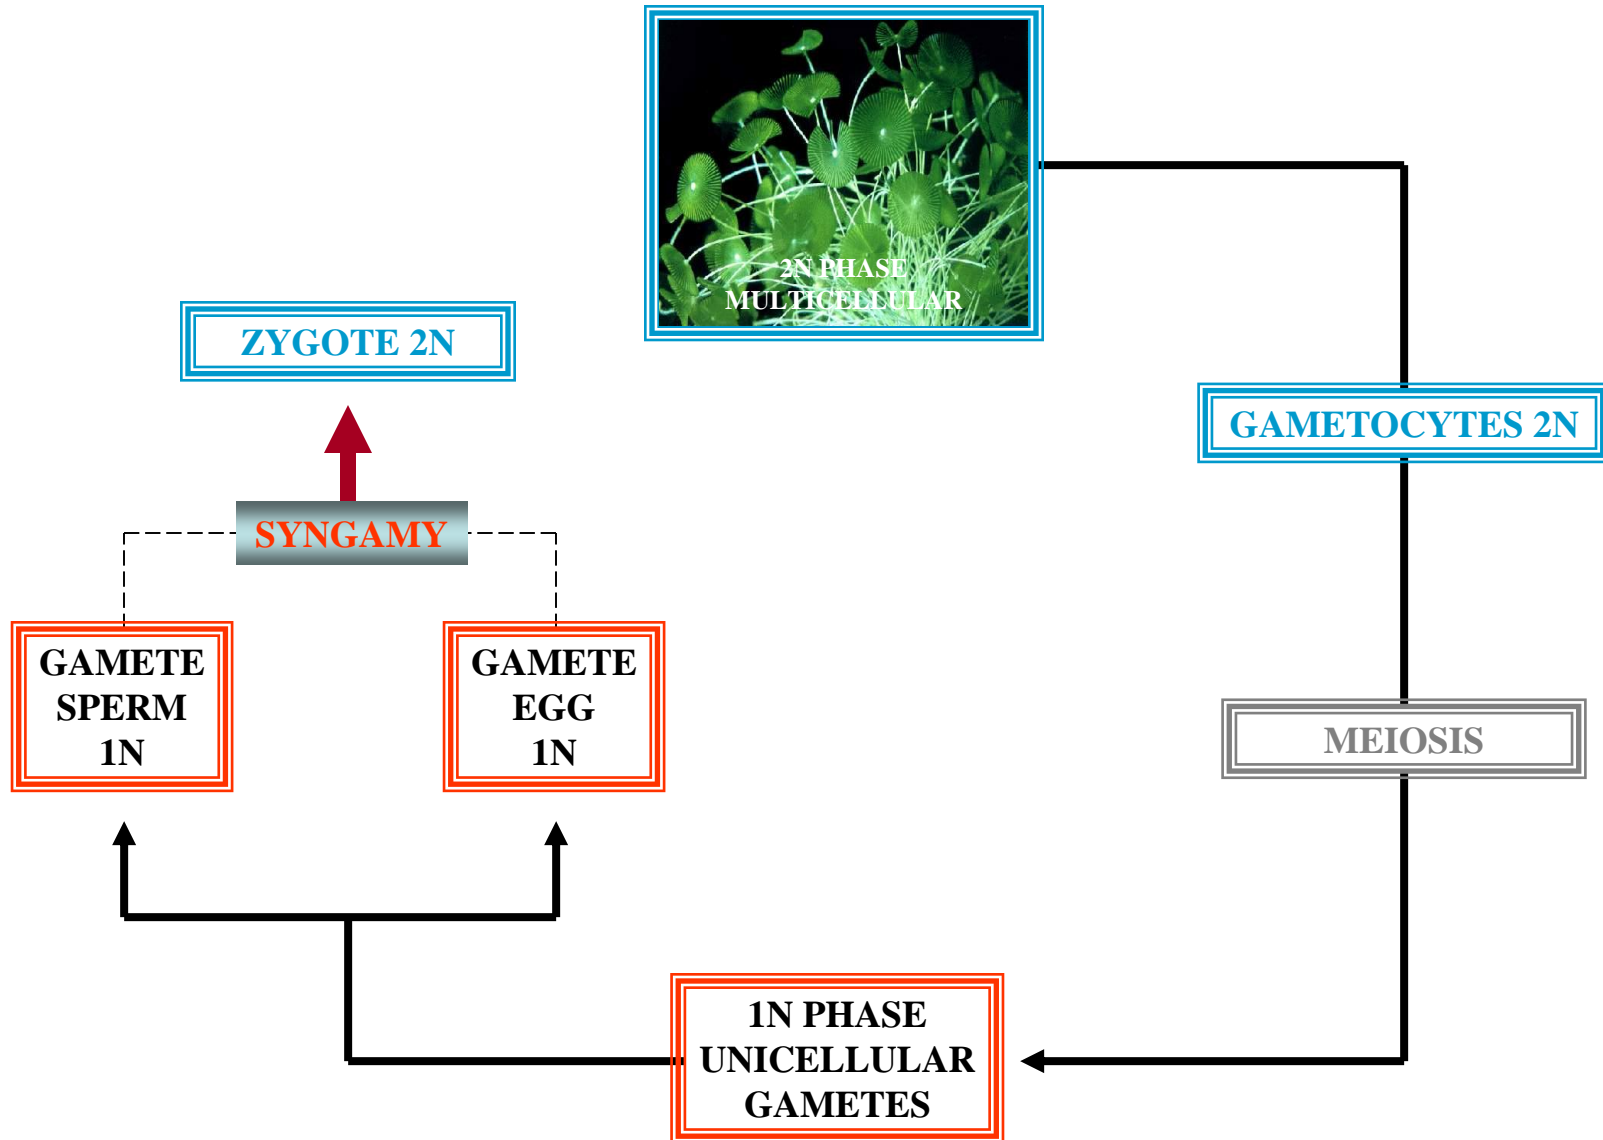 2N PHASE
MULTICELLULAR
ZYGOTE 2N
GAMETOCYTES 2N
SYNGAMY
GAMETE
SPERM
1N
GAMETE
EGG
1N
MEIOSIS
1N PHASE
UNICELLULAR
GAMETES